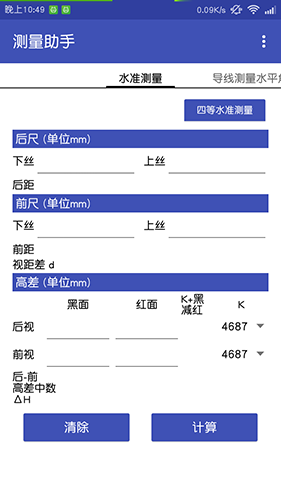 晚上10:49 0.09K/s
测量助手
水准测量 导线测量水平角
四等水准测量
后尺 (单位mm)
下丝 上丝
后距
前尺 (单位mm)
下丝 上丝
前距
视距差 d
高差 (单位mm)
黑面 红面 K+黑减红 K
后视 4687
前视 4687
后-前
高差中数
ΔH
清除 计算